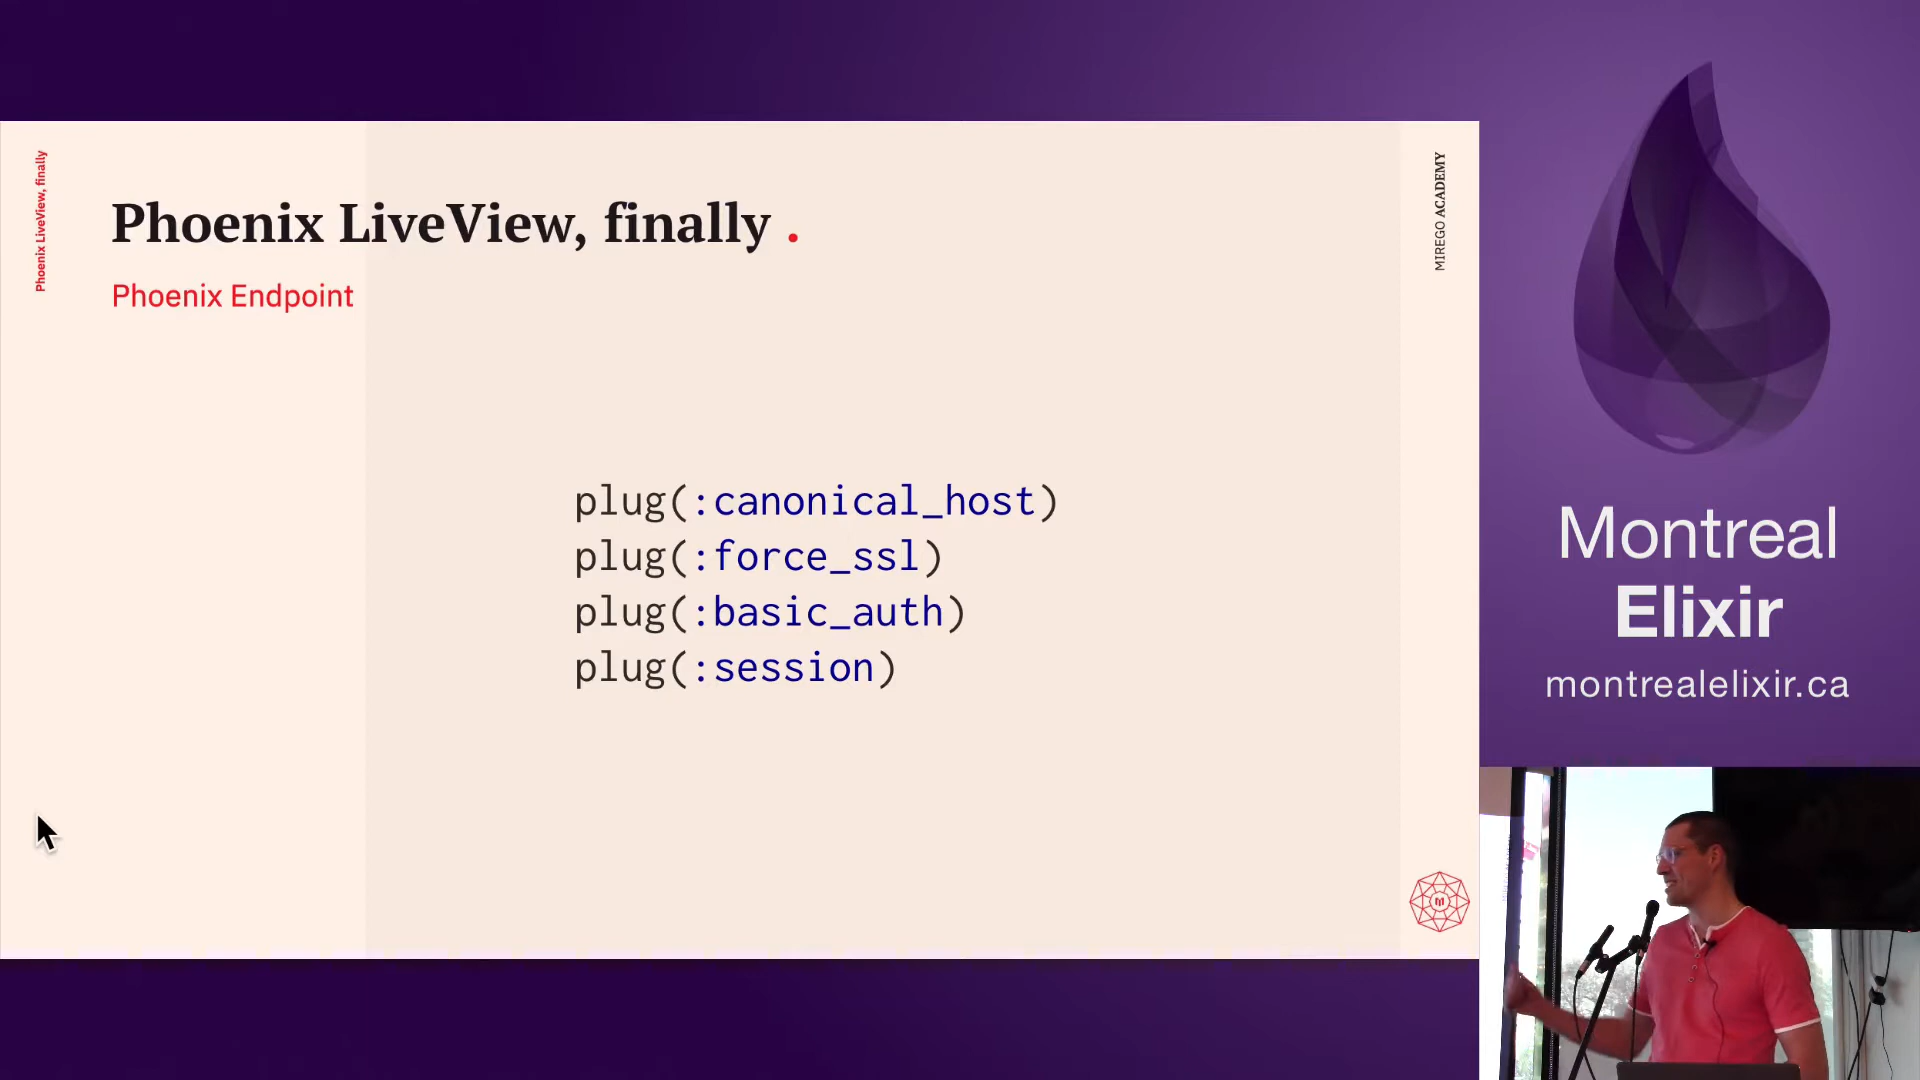 Phoenix LiveView, finally
Phoenix LiveView, finally .
Phoenix Endpoint
MIREGO ACADEMY
plug(:canonical_host)
plug(:force_ssl)
plug(:basic_auth)
plug(:session)
Montreal
Elixir
montrealelixir.ca